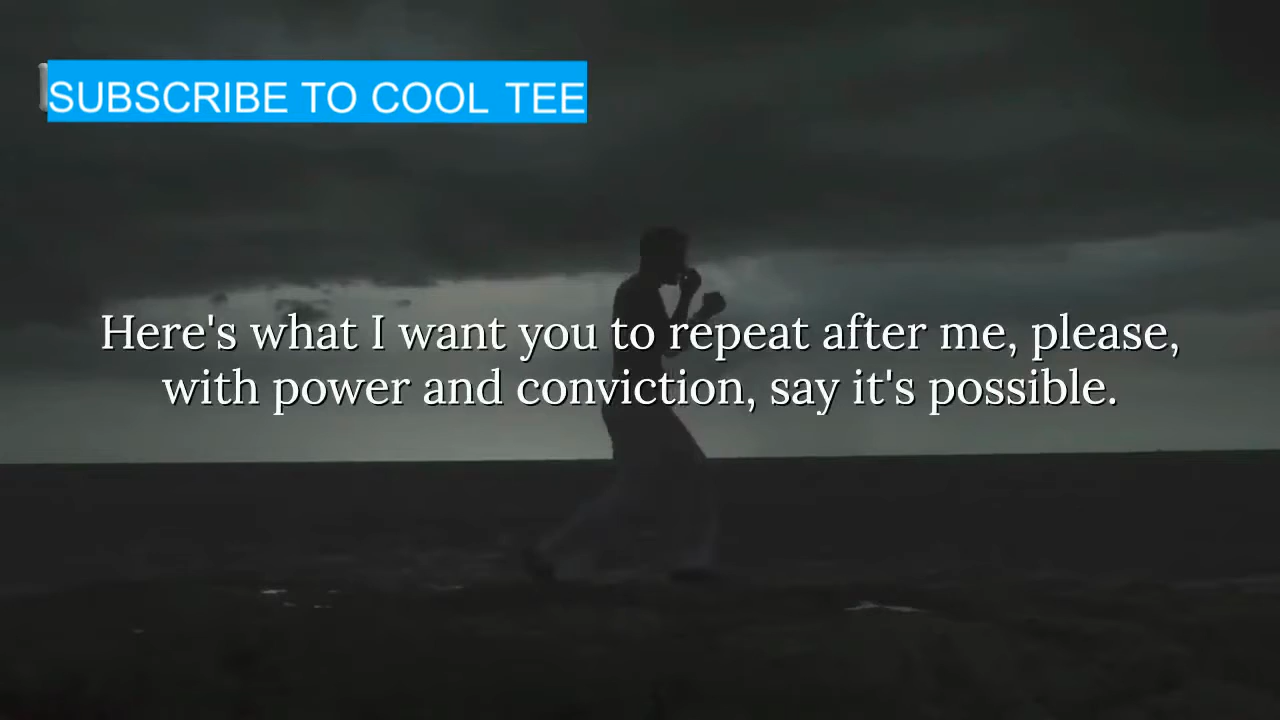 SUBSCRIBE TO COOL TEE
Here's what I want you to repeat after me, please,
with power and conviction, say it's possible.